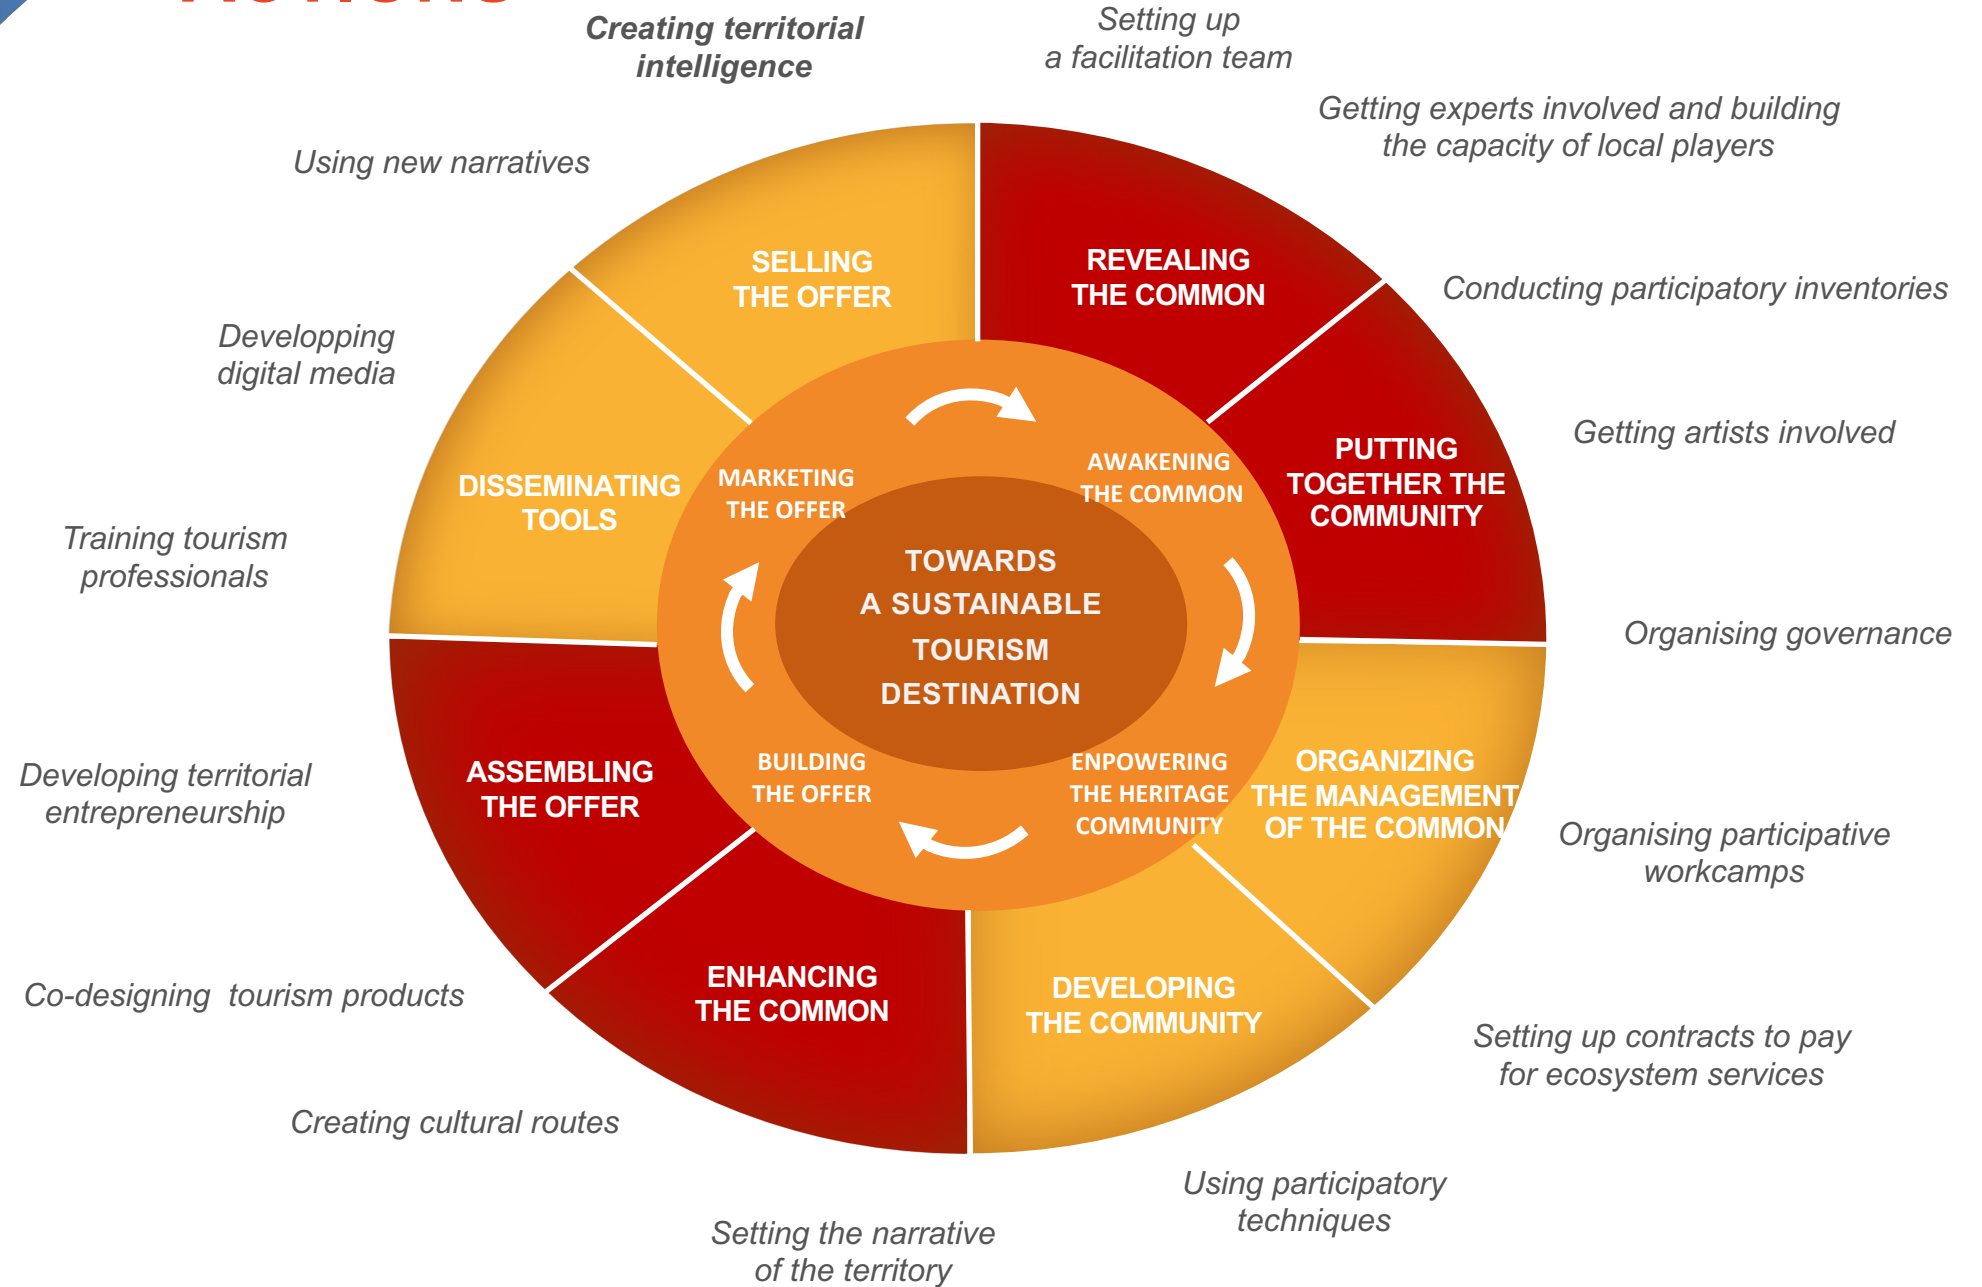 Creating territorial
intelligence
Setting up
a facilitation team
Getting experts involved and building
the capacity of local players
Conducting participatory inventories
Getting artists involved
Organising governance
Organising participative
workcamps
Setting up contracts to pay
for ecosystem services
Using participatory
techniques
Setting the narrative
of the territory
Creating cultural routes
Co-designing tourism products
Developing territorial
entrepreneurship
Training tourism
professionals
Developping
digital media
Using new narratives
REVEALING
THE COMMON
PUTTING
TOGETHER THE
COMMUNITY
ORGANIZING
THE MANAGEMENT
OF THE COMMON
DEVELOPING
THE COMMUNITY
ENHANCING
THE COMMON
ASSEMBLING
THE OFFER
DISSEMINATING
TOOLS
SELLING
THE OFFER
AWAKENING
THE COMMON
ENPOWERING
THE HERITAGE
COMMUNITY
BUILDING
THE OFFER
MARKETING
THE OFFER
TOWARDS
A SUSTAINABLE
TOURISM
DESTINATION